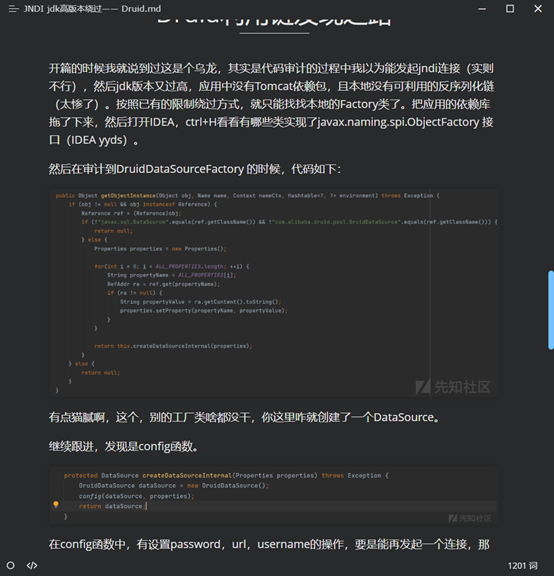 JNDI jdk高版本绕过—— Druid.md
Druid利用链发现之路
开篇的时候我就说到过这是个乌龙，其实是代码审计的过程中我以为能发起jndi连接（实则
不行），然后jdk版本又过高，应用中没有Tomcat依赖包，且本地没有可利用的反序列化链
（太惨了）。按照已有的限制绕过方式，就只能找找本地的Factory类了。把应用的依赖库
拖了下来，然后打开IDEA，ctrl+H看看有哪些类实现了javax.naming.spi.ObjectFactory 接
口（IDEA yyds）。
然后在审计到DruidDataSourceFactory 的时候，代码如下：
public Object getObjectInstance(Object obj, Name name, Context nameCtx, Hashtable<?, ?> environment) throws Exception {
if (obj != null && obj instanceof Reference) {
Reference ref = (Reference)obj;
if (!"javax.sql.DataSource".equals(ref.getClassName()) && !"com.alibaba.druid.pool.DruidDataSource".equals(ref.getClassName())) {
return null;
} else {
Properties properties = new Properties();
for(int i = 0; i < ALL_PROPERTIES.length; ++i) {
String propertyName = ALL_PROPERTIES[i];
RefAddr ra = ref.get(propertyName);
if (ra != null) {
String propertyValue = ra.getContent().toString();
properties.setProperty(propertyName, propertyValue);
}
}
return this.createDataSourceInternal(properties);
}
} else {
return null;
}
}
先知社区
有点猫腻啊，这个，别的工厂类啥都没干，你这里咋就创建了一个DataSource。
继续跟进，发现是config函数。
protected DataSource createDataSourceInternal(Properties properties) throws Exception {
DruidDataSource dataSource = new DruidDataSource();
config(dataSource, properties);
return dataSource;
}
先知社区
在config函数中，有设置password，url，username的操作，要是能再发起一个连接，那
1201 词